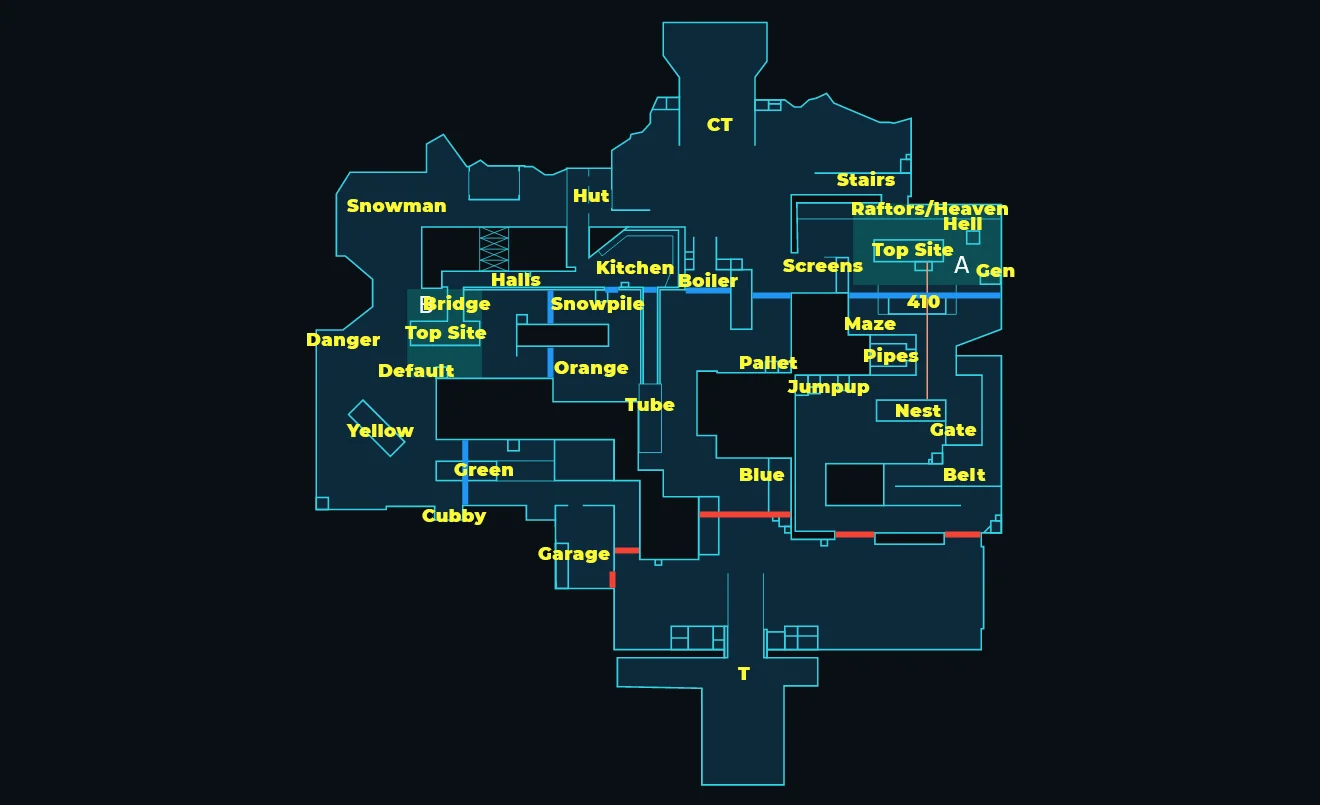 CT
Stairs
Hut
Snowman
Raftors/Heaven
Hell
Top Site
A
Gen
Screens
Kitchen
Boiler
Halls
B
Bridge
Snowpile
410
Maze
Top Site
Danger
Pipes
Pallet
Orange
Default
Jumpup
Tube
Nest
Yellow
Gate
Green
Blue
Belt
Cubby
Garage
T